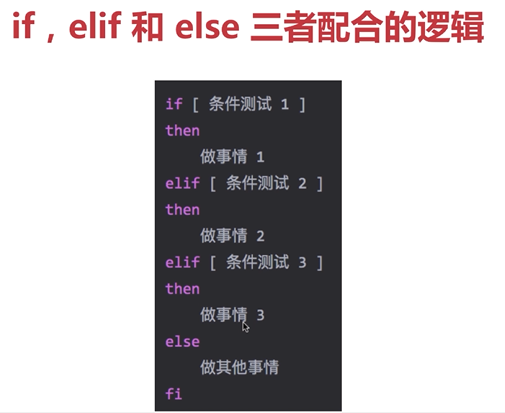 if，elif 和 else 三者配合的逻辑
if [ 条件测试 1 ]
then
    做事情 1
elif [ 条件测试 2 ]
then
    做事情 2
elif [ 条件测试 3 ]
then
    做事情 3
else
    做其他事情
fi